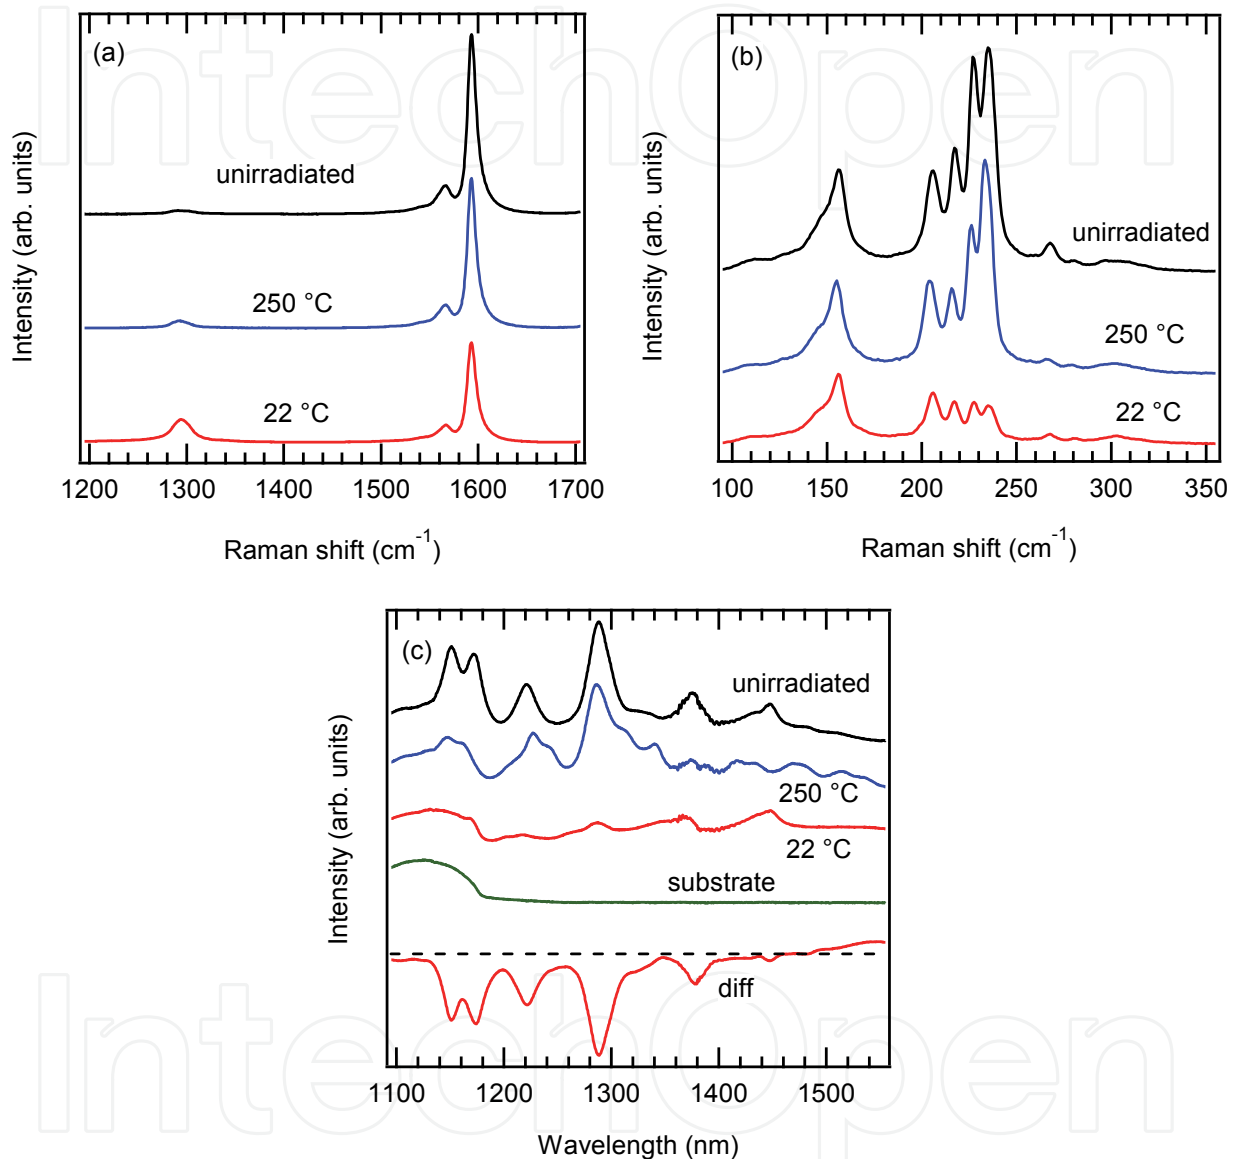 IntechOpen
(a)
unirradiated
250 °C
22 °C
Intensity (arb. units)
1200 1300 1400 1500 1600 1700
Raman shift (cm⁻¹)
(b)
unirradiated
250 °C
22 °C
Intensity (arb. units)
100 150 200 250 300 350
Raman shift (cm⁻¹)
(c)
unirradiated
250 °C
22 °C
substrate
diff
Intensity (arb. units)
1100 1200 1300 1400 1500
Wavelength (nm)
IntechOpen